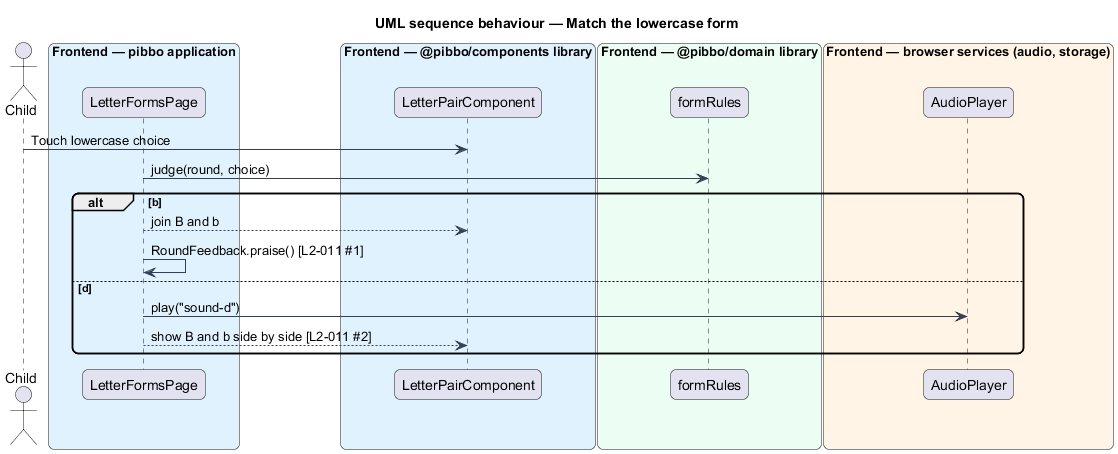 UML sequence behaviour — Match the lowercase form
Frontend — pibbo application
Frontend — @pibbo/components library
Frontend — @pibbo/domain library
Frontend — browser services (audio, storage)
Child
LetterFormsPage
LetterPairComponent
formRules
AudioPlayer
Touch lowercase choice
judge(round, choice)
alt
[b]
join B and b
RoundFeedback.praise() [L2-011 #1]
[d]
play("sound-d")
show B and b side by side [L2-011 #2]
Child
LetterFormsPage
LetterPairComponent
formRules
AudioPlayer